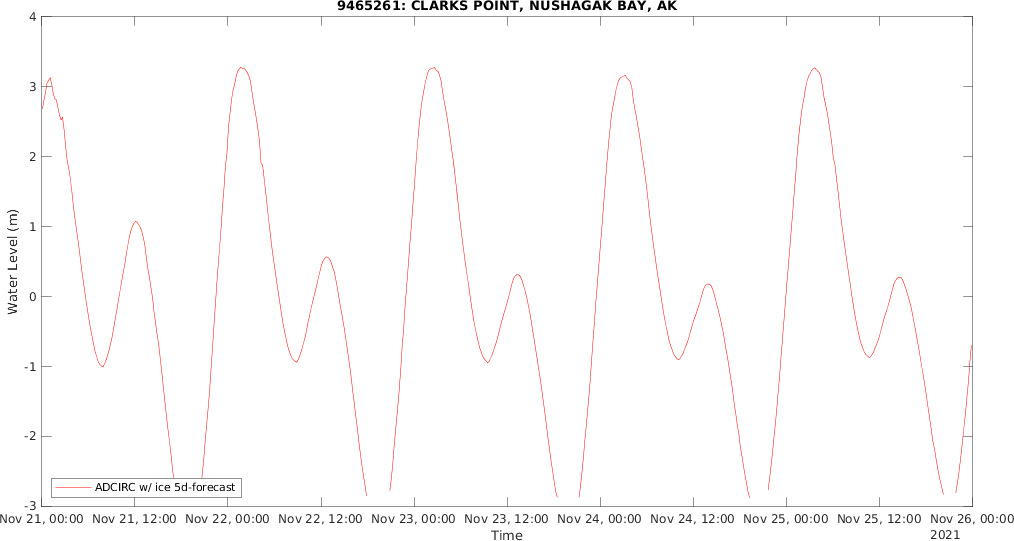 9465261: CLARKS POINT, NUSHAGAK BAY, AK
4
3
2
1
0
-1
-2
-3
Water Level (m)
ADCIRC w/ ice 5d-forecast
Nov 21, 00:00 Nov 21, 12:00 Nov 22, 00:00 Nov 22, 12:00 Nov 23, 00:00 Nov 23, 12:00 Nov 24, 00:00 Nov 24, 12:00 Nov 25, 00:00 Nov 25, 12:00 Nov 26, 00:00
Time
2021